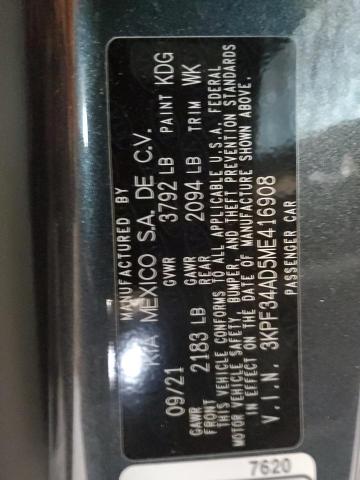 MANUFACTURED BY
KIA MEXICO S.A. DE C.V.
09/21 GVWR 3792 LB PAINT KDG
GAWR FRONT 2183 LB GAWR REAR 2094 LB TRIM WK
THIS VEHICLE CONFORMS TO ALL APPLICABLE U.S.A. FEDERAL
MOTOR VEHICLE SAFETY, BUMPER, AND THEFT PREVENTION STANDARDS
IN EFFECT ON THE DATE OF MANUFACTURE SHOWN ABOVE.
V.I.N. 3KPF34AD5ME416908
PASSENGER CAR
7620